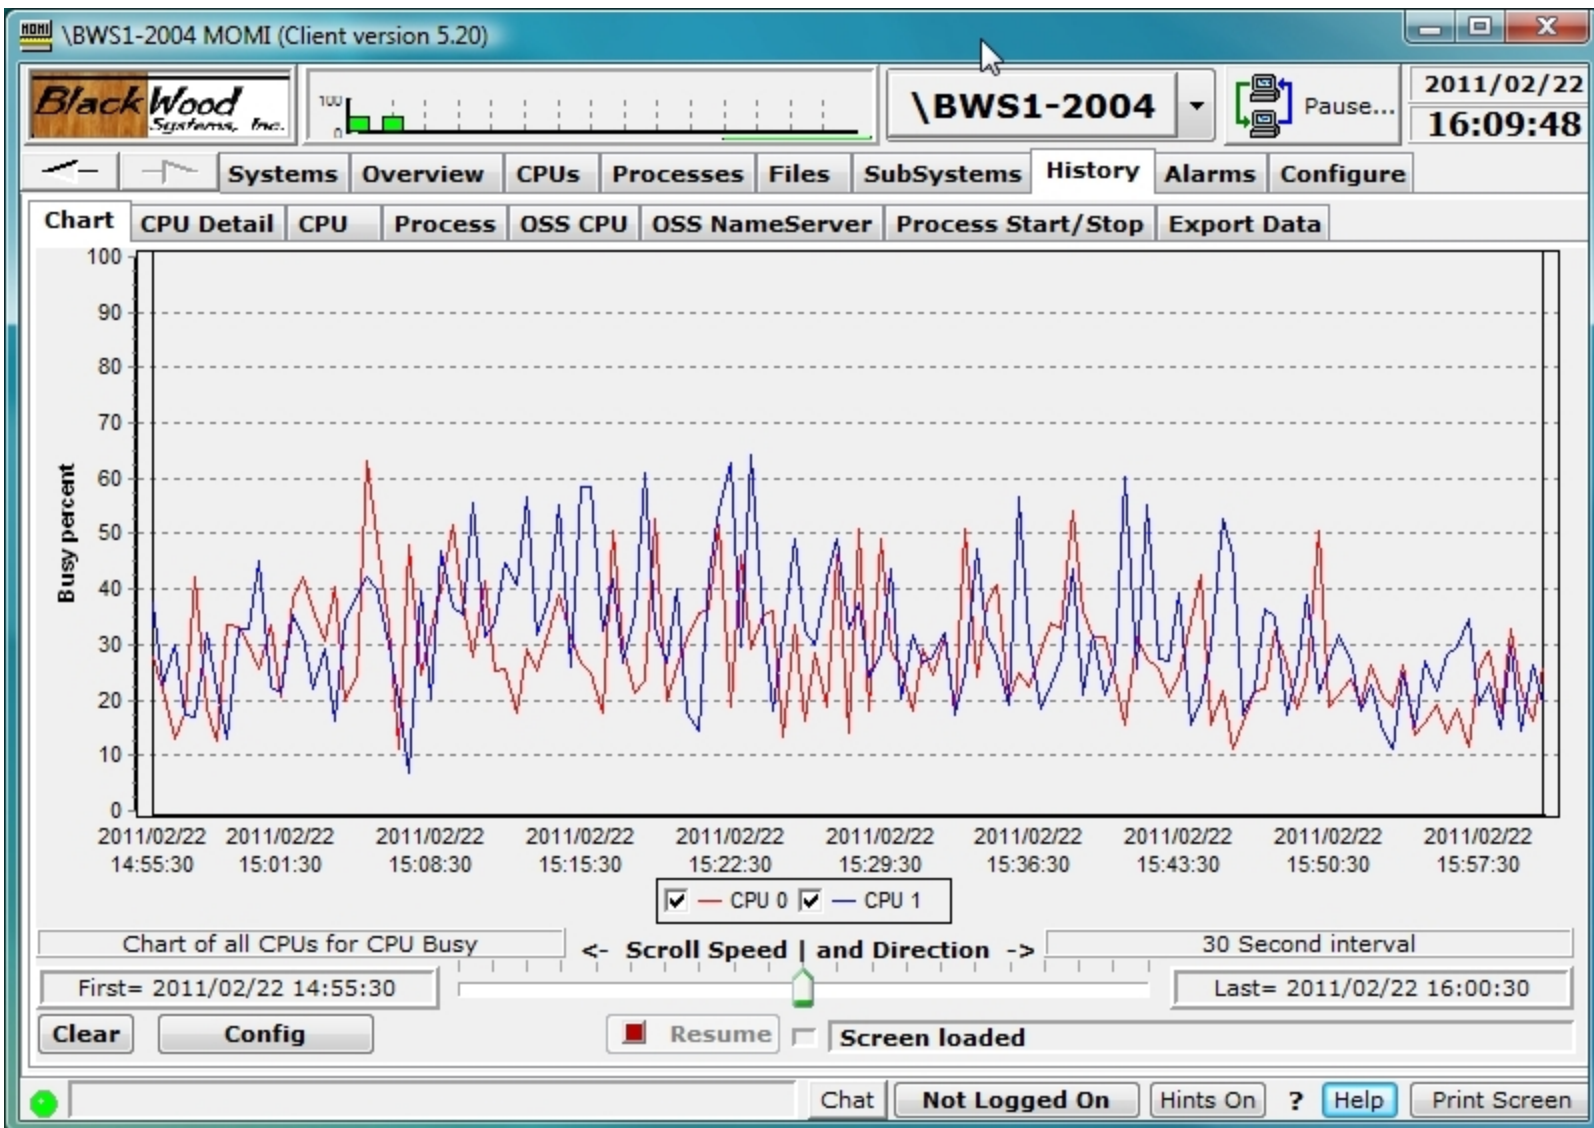 MOMI
\BWS1-2004 MOMI (Client version 5.20)
BlackWood
Systems, Inc.
100
0
\BWS1-2004
Pause...
2011/02/22
16:09:48
Systems Overview CPUs Processes Files SubSystems History Alarms Configure
Chart CPU Detail CPU Process OSS CPU OSS NameServer Process Start/Stop Export Data
Busy percent
100
90
80
70
60
50
40
30
20
10
0
2011/02/22 2011/02/22 2011/02/22 2011/02/22 2011/02/22 2011/02/22 2011/02/22 2011/02/22 2011/02/22 2011/02/22
14:55:30 15:01:30 15:08:30 15:15:30 15:22:30 15:29:30 15:36:30 15:43:30 15:50:30 15:57:30
CPU 0 CPU 1
Chart of all CPUs for CPU Busy <- Scroll Speed | and Direction -> 30 Second interval
First= 2011/02/22 14:55:30 Last= 2011/02/22 16:00:30
Clear Config Resume Screen loaded
Chat Not Logged On Hints On ? Help Print Screen